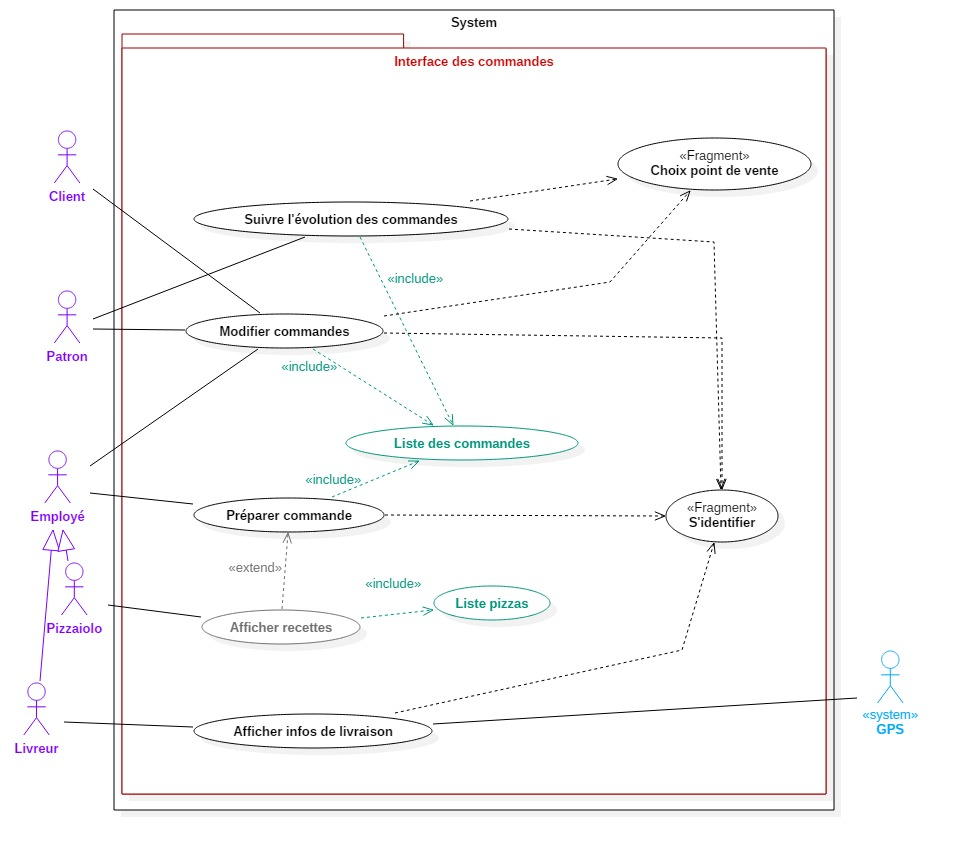 System
Interface des commandes
Client
«Fragment»
Choix point de vente
Suivre l'évolution des commandes
«include»
Patron
Modifier commandes
«include»
Liste des commandes
«include»
Employé
Préparer commande
«Fragment»
S'identifier
«extend»
«include»
Pizzaiolo
Afficher recettes
Liste pizzas
Livreur
Afficher infos de livraison
«system»
GPS